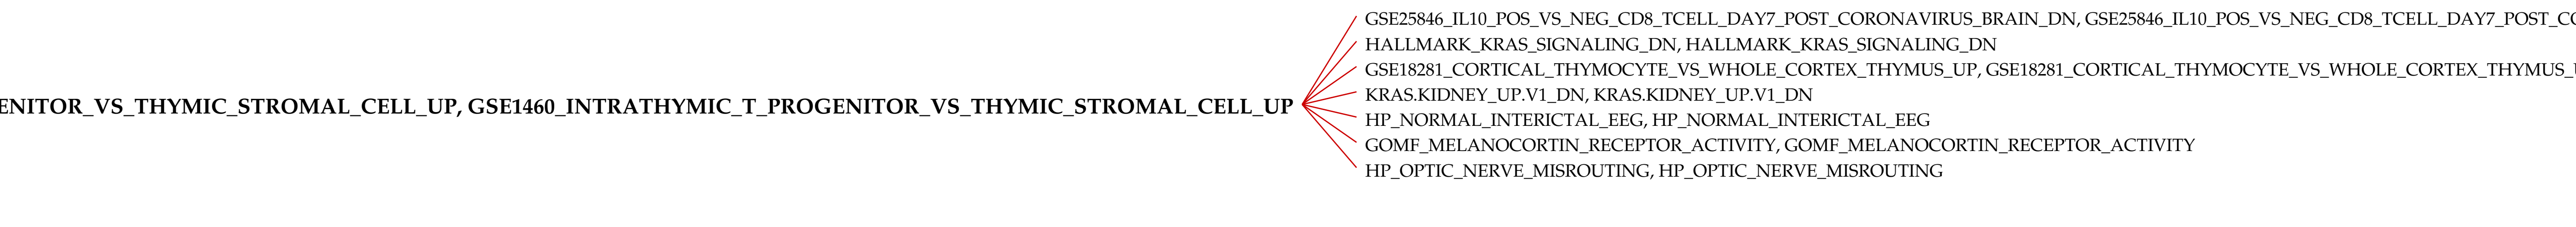 GSE25846_IL10_POS_VS_NEG_CD8_TCELL_DAY7_POST_CORONAVIRUS_BRAIN_DN, GSE25846_IL10_POS_VS_NEG_CD8_TCELL_DAY7_POST_CO
HALLMARK_KRAS_SIGNALING_DN, HALLMARK_KRAS_SIGNALING_DN
GSE18281_CORTICAL_THYMOCYTE_VS_WHOLE_CORTEX_THYMUS_UP, GSE18281_CORTICAL_THYMOCYTE_VS_WHOLE_CORTEX_THYMUS_U
KRAS.KIDNEY_UP.V1_DN, KRAS.KIDNEY_UP.V1_DN
ENITOR_VS_THYMIC_STROMAL_CELL_UP, GSE1460_INTRATHYMIC_T_PROGENITOR_VS_THYMIC_STROMAL_CELL_UP
HP_NORMAL_INTERICTAL_EEG, HP_NORMAL_INTERICTAL_EEG
GOMF_MELANOCORTIN_RECEPTOR_ACTIVITY, GOMF_MELANOCORTIN_RECEPTOR_ACTIVITY
HP_OPTIC_NERVE_MISROUTING, HP_OPTIC_NERVE_MISROUTING